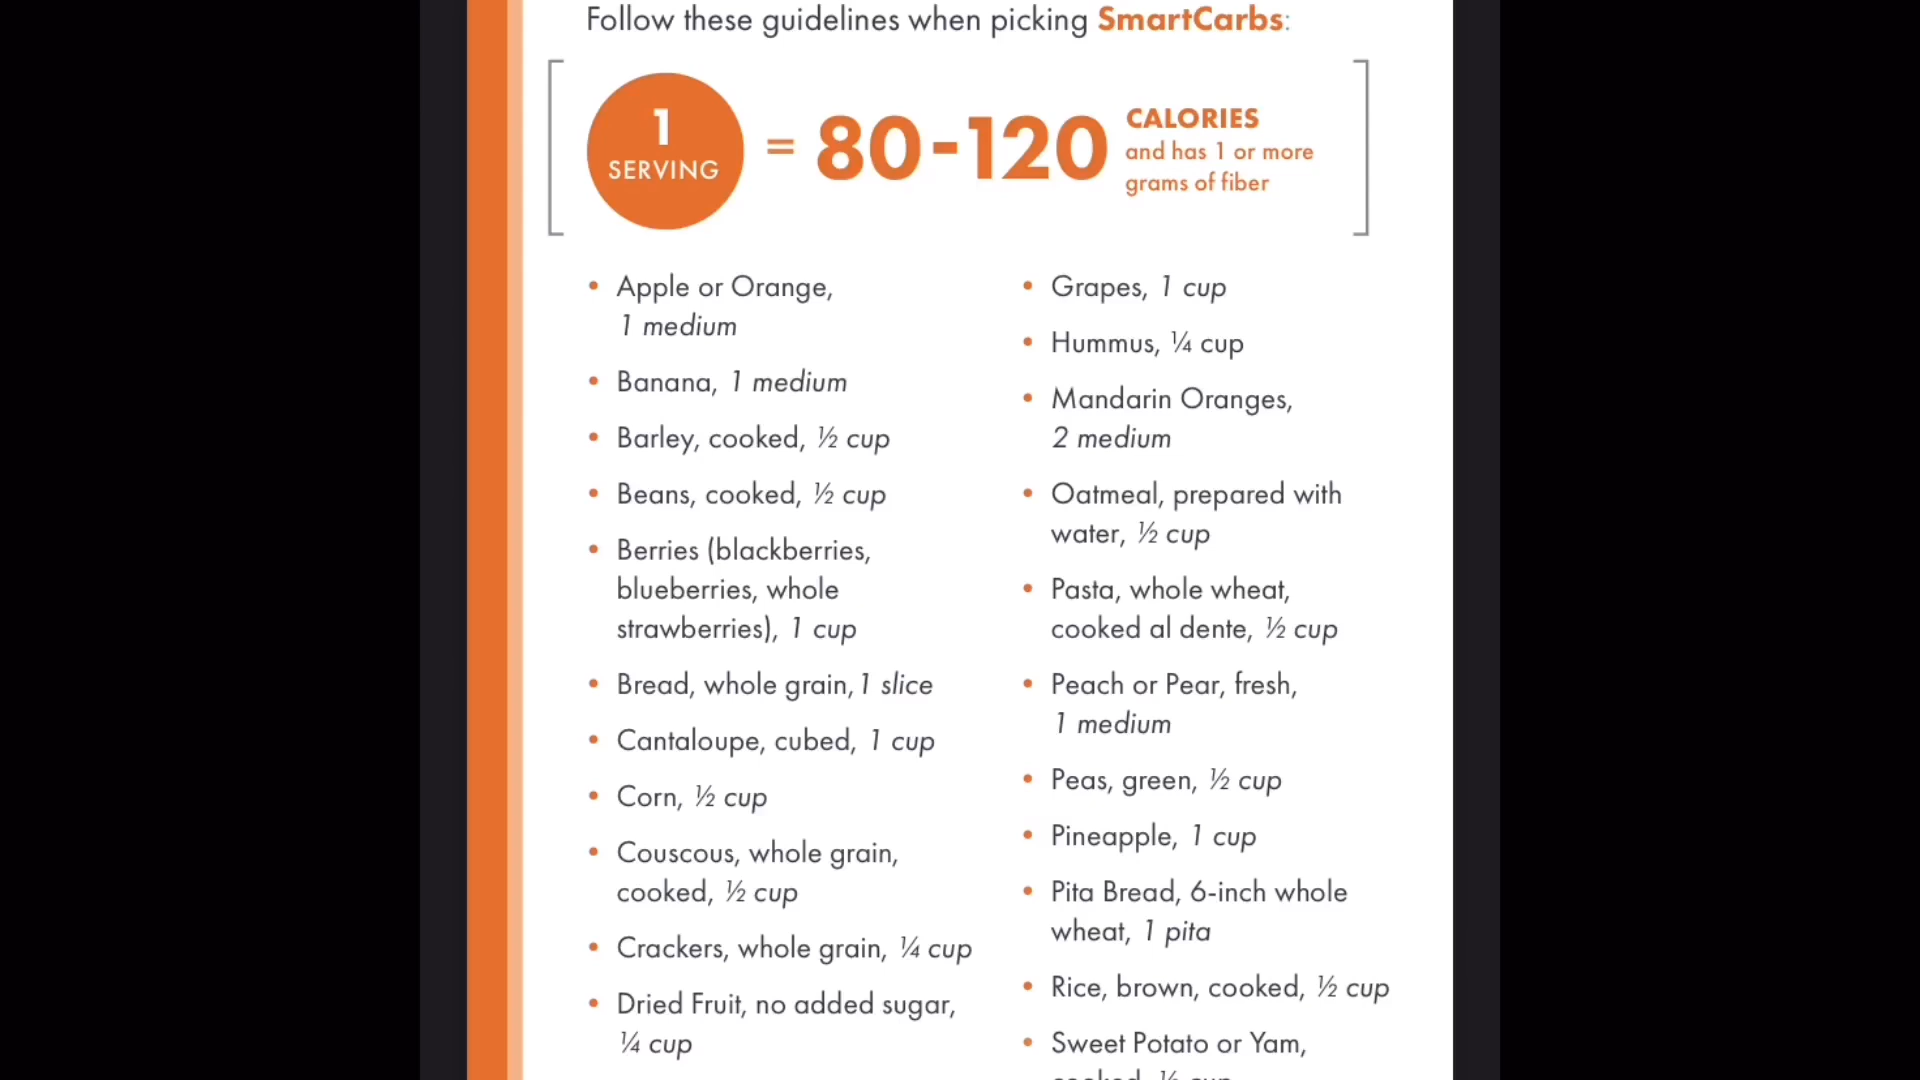 Follow these guidelines when picking SmartCarbs:
1
SERVING
= 80-120
CALORIES
and has 1 or more
grams of fiber
• Apple or Orange,
1 medium
• Banana, 1 medium
• Barley, cooked, ½ cup
• Beans, cooked, ½ cup
• Berries (blackberries,
blueberries, whole
strawberries), 1 cup
• Bread, whole grain, 1 slice
• Cantaloupe, cubed, 1 cup
• Corn, ½ cup
• Couscous, whole grain,
cooked, ½ cup
• Crackers, whole grain, ¼ cup
• Dried Fruit, no added sugar,
¼ cup
• Grapes, 1 cup
• Hummus, ¼ cup
• Mandarin Oranges,
2 medium
• Oatmeal, prepared with
water, ½ cup
• Pasta, whole wheat,
cooked al dente, ½ cup
• Peach or Pear, fresh,
1 medium
• Peas, green, ½ cup
• Pineapple, 1 cup
• Pita Bread, 6-inch whole
wheat, 1 pita
• Rice, brown, cooked, ½ cup
• Sweet Potato or Yam,
cooked, ½ cup